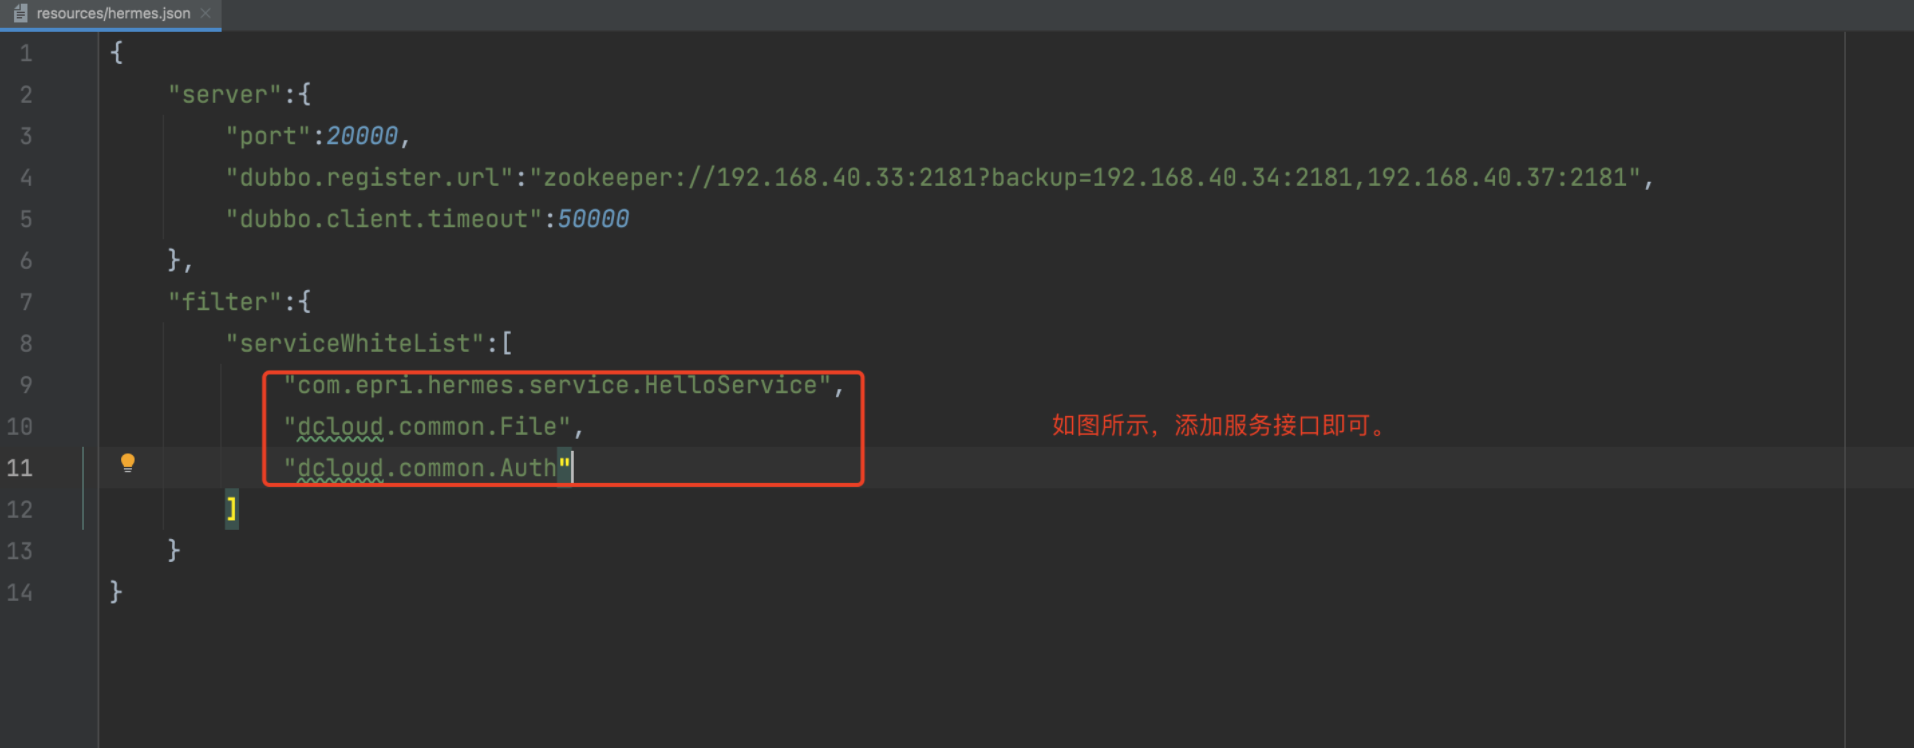 resources/hermes.json
1 {
2 "server":{
3 "port":20000,
4 "dubbo.register.url":"zookeeper://192.168.40.33:2181?backup=192.168.40.34:2181,192.168.40.37:2181",
5 "dubbo.client.timeout":50000
6 },
7 "filter":{
8 "serviceWhiteList":[
9 "com.epri.hermes.service.HelloService",
10 "dcloud.common.File", 如图所示，添加服务接口即可。
11 "dcloud.common.Auth"
12 ]
13 }
14 }